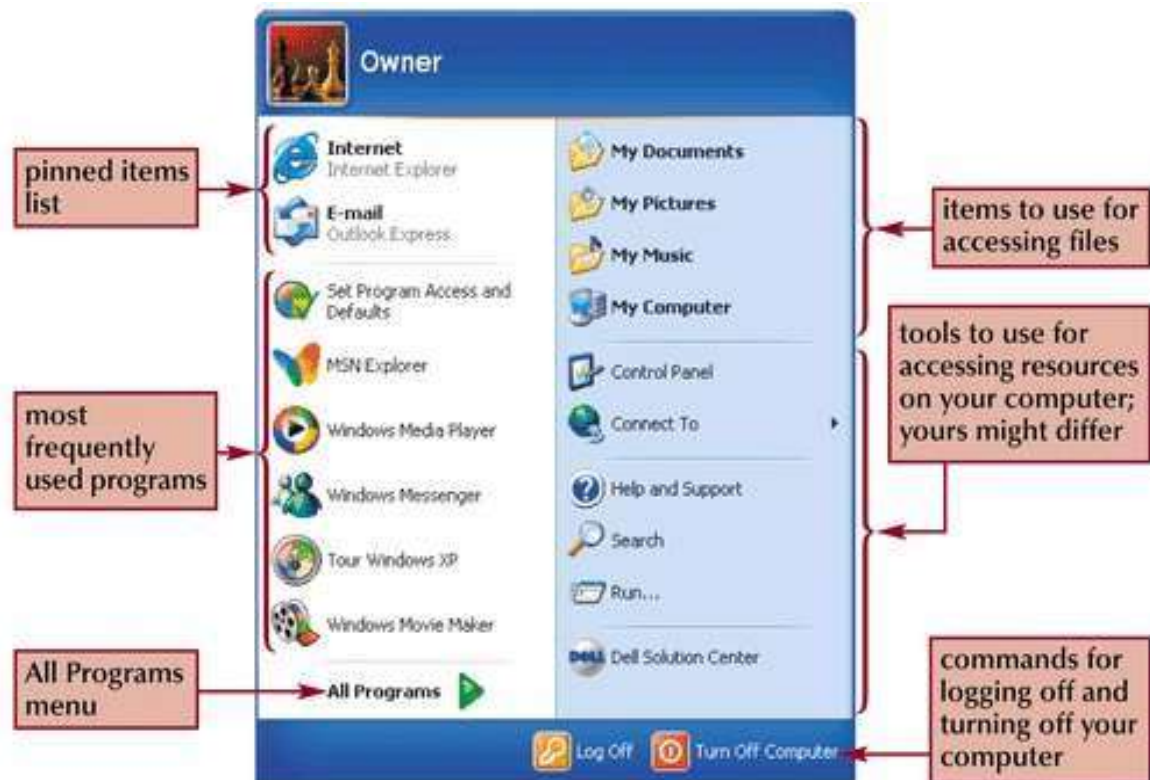 Owner
pinned items
list
Internet
Internet Explorer
E-mail
Outlook Express
most
frequently
used programs
Set Program Access and
Defaults
MSN Explorer
Windows Media Player
Windows Messenger
Tour Windows XP
Windows Movie Maker
All Programs
menu
All Programs
My Documents
My Pictures
My Music
My Computer
items to use for
accessing files
Control Panel
Connect To
Help and Support
Search
Run...
DELL Dell Solution Center
tools to use for
accessing resources
on your computer;
yours might differ
Log Off
Turn Off Computer
commands for
logging off and
turning off your
computer